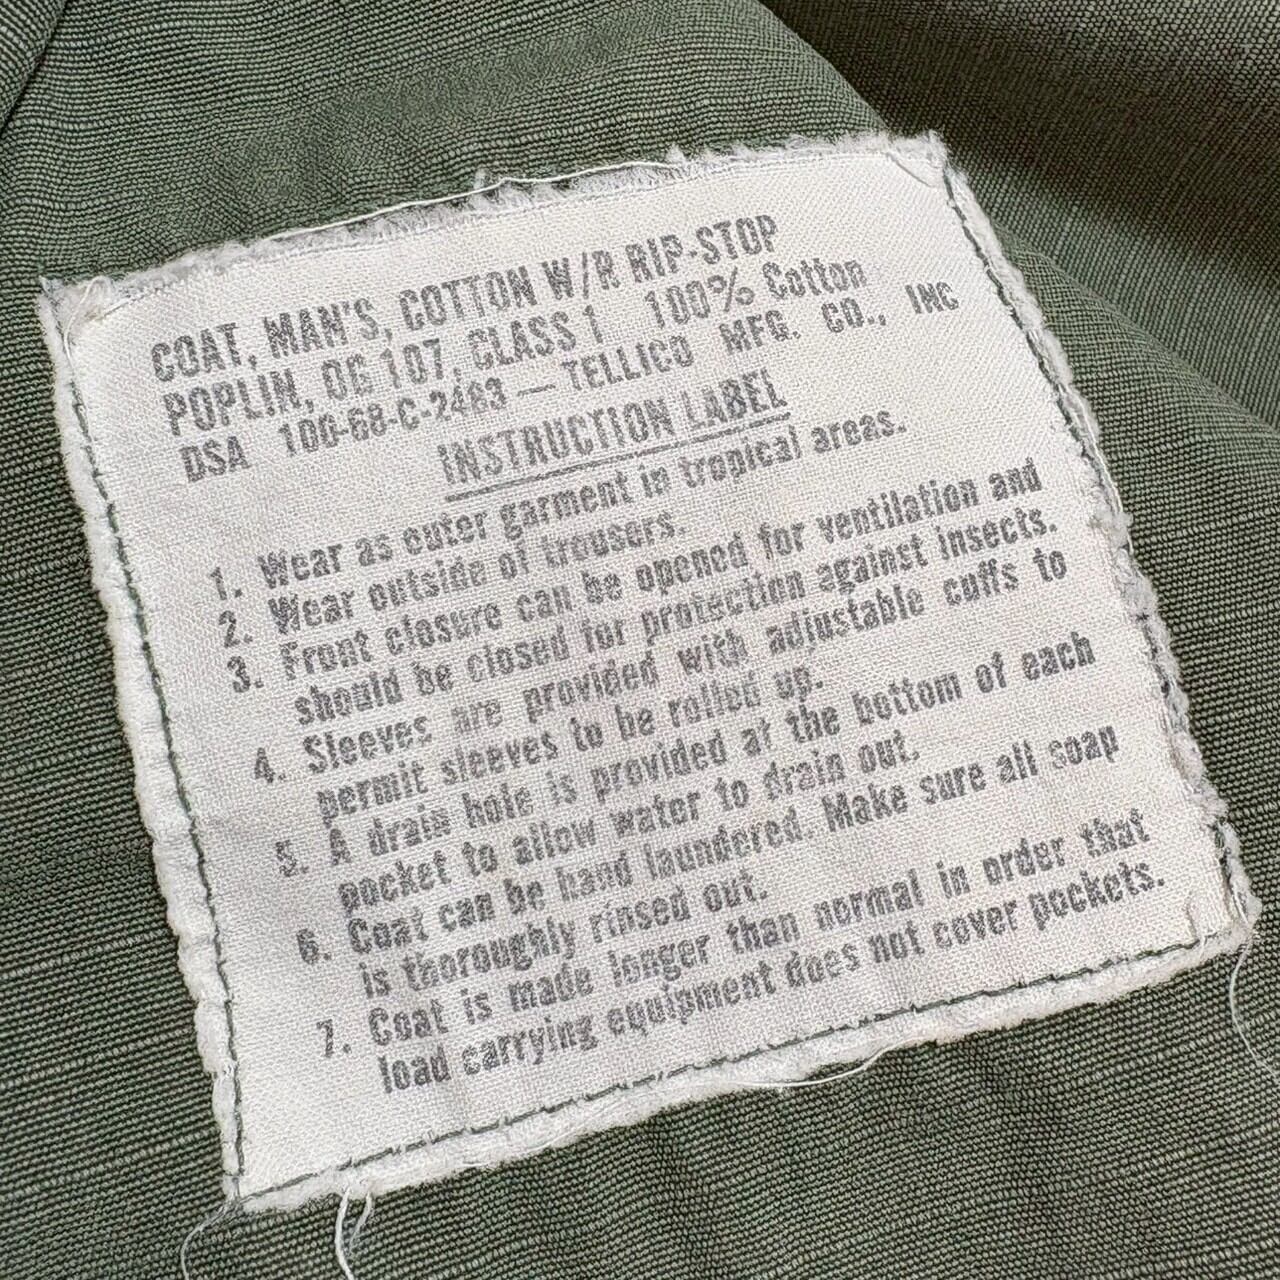 COAT, MAN'S, COTTON W/R RIP-STOP
POPLIN, OG 107, CLASS 1 100% Cotton
DSA 100-68-C-2463 — TELLICO MFG. CO., INC
INSTRUCTION LABEL
1. Wear as outer garment in tropical areas.
2. Wear outside of trousers.
3. Front closure can be opened for ventilation and
should be closed for protection against insects.
4. Sleeves are provided with adjustable cuffs to
permit sleeves to be rolled up.
5. A drain hole is provided at the bottom of each
pocket to allow water to drain out.
6. Coat can be hand laundered. Make sure all soap
is thoroughly rinsed out.
7. Coat is made longer than normal in order that
load carrying equipment does not cover pockets.